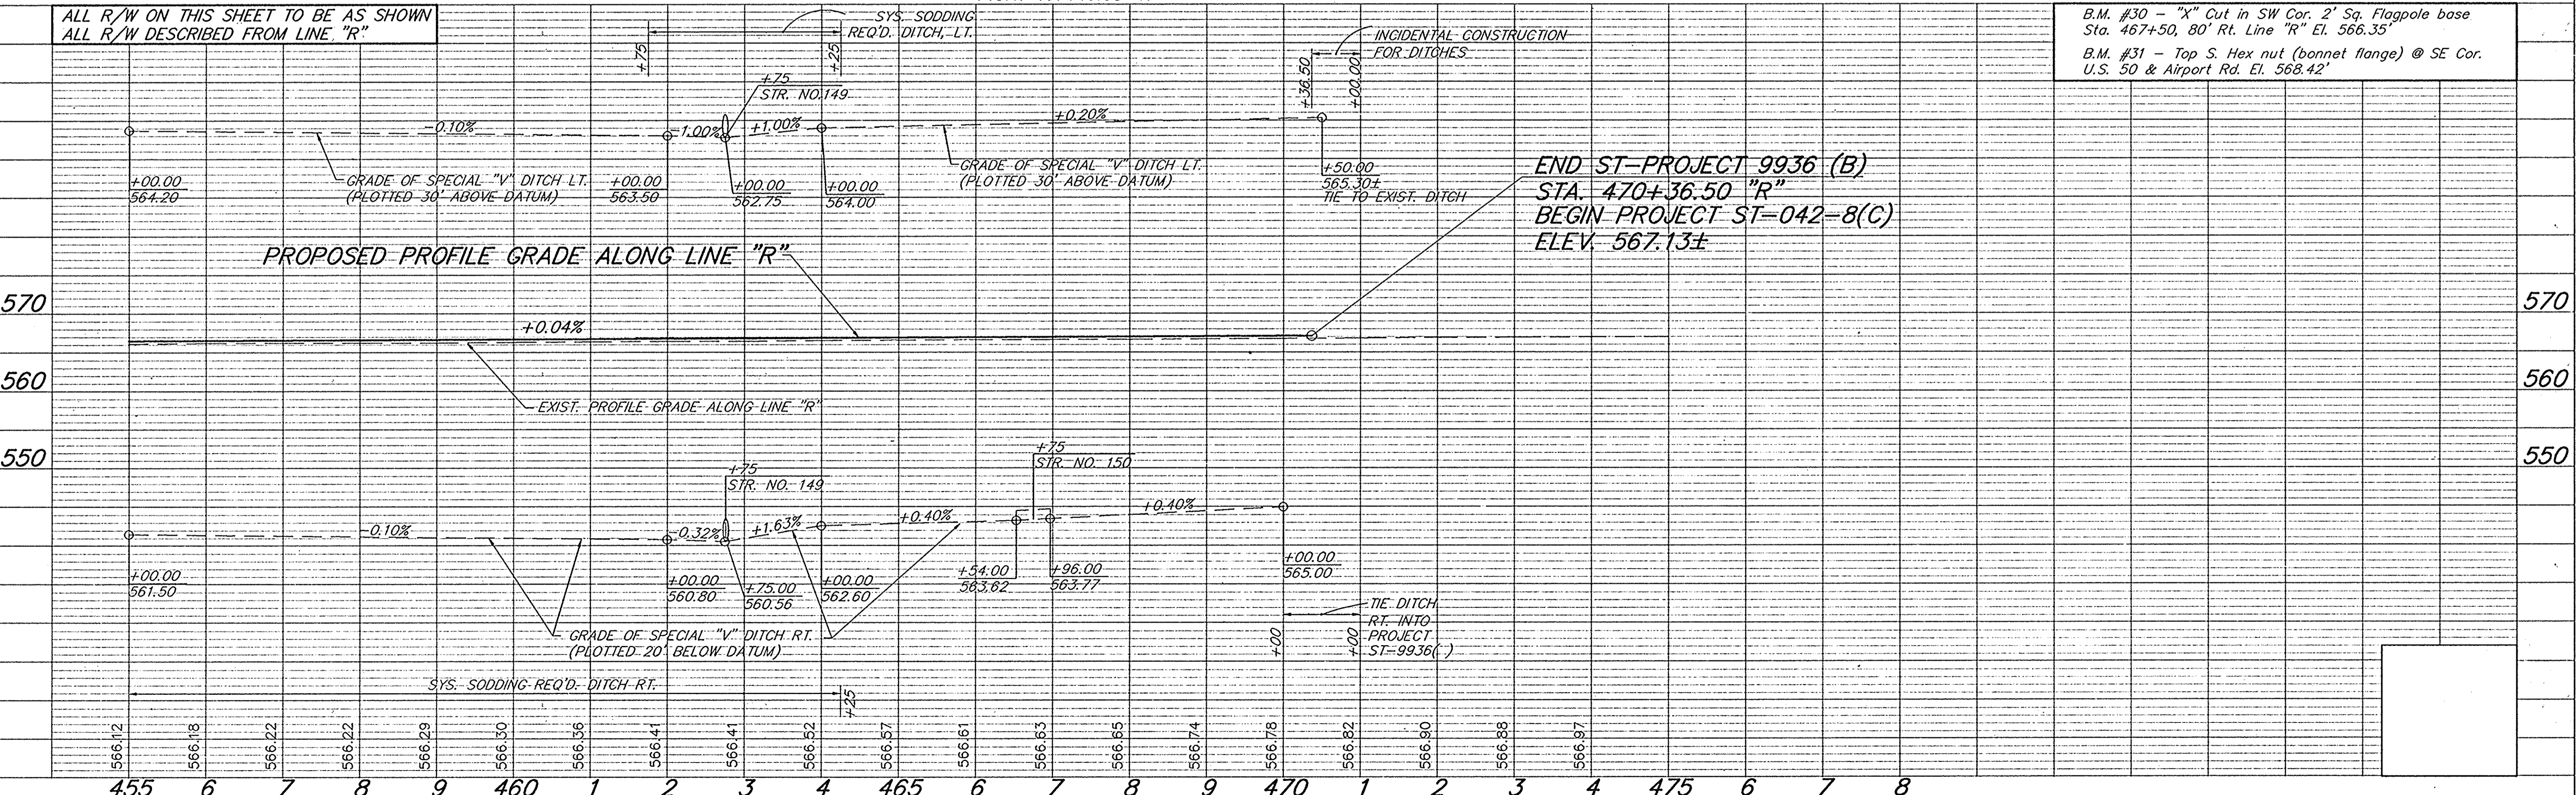 ALL R/W ON THIS SHEET TO BE AS SHOWN
ALL R/W DESCRIBED FROM LINE "R"
SYS. SODDING
REQ'D. DITCH, LT.
+75
+25
INCIDENTAL CONSTRUCTION
FOR DITCHES
+36.50
+00.00
B.M. #30 - "X" Cut in SW Cor. 2' Sq. Flagpole base
Sta. 467+50, 80' Rt. Line "R" El. 566.35'
B.M. #31 - Top S. Hex nut (bonnet flange) @ SE Cor.
U.S. 50 & Airport Rd. El. 568.42'
+75
STR. NO.149
-0.10%
-1.00%
+1.00%
+0.20%
+00.00
564.20
GRADE OF SPECIAL "V" DITCH LT.
(PLOTTED 30' ABOVE DATUM)
+00.00
563.50
+00.00
562.75
+00.00
564.00
GRADE OF SPECIAL "V" DITCH LT.
(PLOTTED 30' ABOVE DATUM)
+50.00
565.30±
TIE TO EXIST. DITCH
END ST-PROJECT 9936 (B)
STA. 470+36.50 "R"
BEGIN PROJECT ST-042-8(C)
ELEV. 567.13±
PROPOSED PROFILE GRADE ALONG LINE "R"
570
570
+0.04%
560
560
EXIST. PROFILE GRADE ALONG LINE "R"
550
550
+75
STR. NO. 149
+75
STR. NO. 150
-0.10%
-0.32%
+1.63%
+0.40%
+0.40%
+00.00
561.50
+00.00
560.80
+75.00
560.56
+00.00
562.60
+54.00
563.62
+96.00
563.77
+00.00
565.00
GRADE OF SPECIAL "V" DITCH RT.
(PLOTTED 20' BELOW DATUM)
TIE DITCH
RT. INTO
PROJECT
ST-9936( )
+00
+00
SYS. SODDING REQ'D. DITCH RT.
+25
566.12 566.18 566.22 566.22 566.29 566.30 566.36 566.41 566.41 566.52 566.57 566.61 566.63 566.65 566.74 566.78 566.82 566.90 566.88 566.97
455 6 7 8 9 460 1 2 3 4 465 6 7 8 9 470 1 2 3 4 475 6 7 8